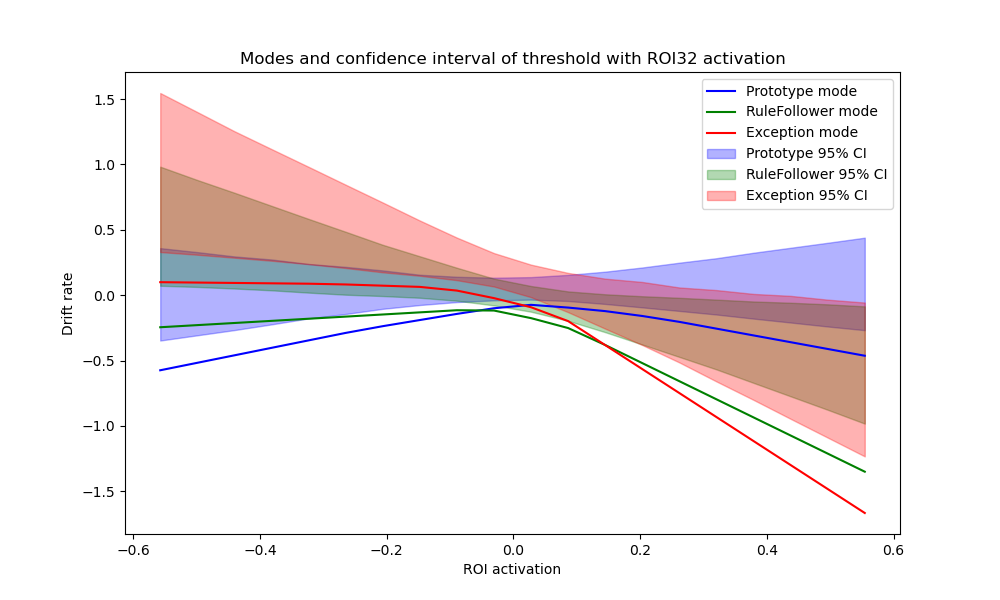 Modes and confidence interval of threshold with ROI32 activation
Prototype mode
RuleFollower mode
Exception mode
Prototype 95% CI
RuleFollower 95% CI
Exception 95% CI
Drift rate
1.5
1.0
0.5
0.0
−0.5
−1.0
−1.5
−0.6
−0.4
−0.2
0.0
0.2
0.4
0.6
ROI activation